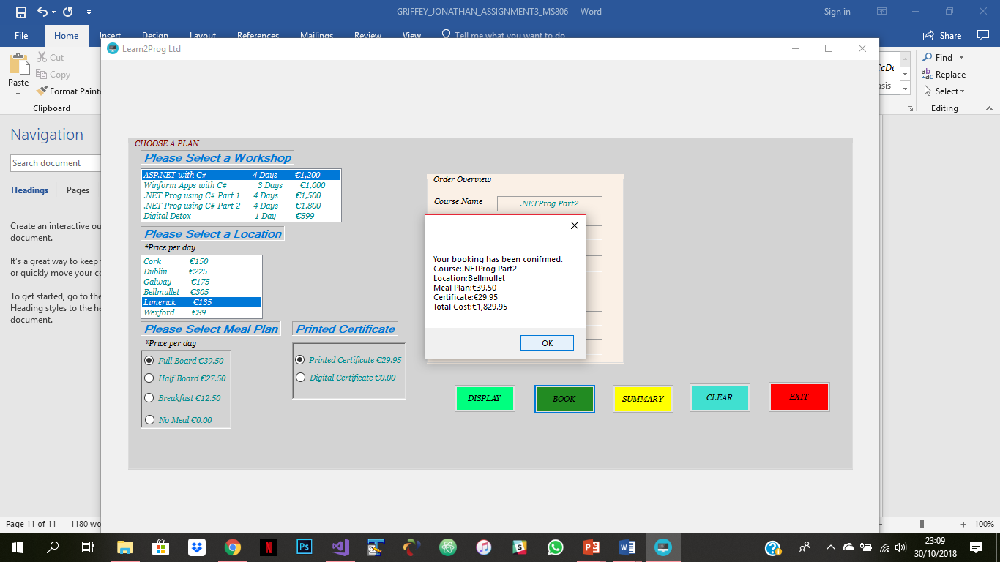 GRIFFEY_JONATHAN_ASSIGNMENT3_MS806 - Word
Sign in
File
Home
Insert
Design
Layout
References
Mailings
Review
View
Tell me what you want to do
Share
Paste
Cut
Copy
Format Painte
Clipboard
Find
Replace
Select
Editing
Learn2Prog Ltd
Navigation
Search document
Headings
Pages
Create an interactive ou
document.
It's a great way to keep
or quickly move your co
To get started, go to the
Heading styles to the he
document.
CHOOSE A PLAN
Please Select a Workshop
ASP.NET with C# 4 Days €1,200
Winform Apps with C# 3 Days €1,000
.NET Prog using C# Part 1 4 Days €1,500
.NET Prog using C# Part 2 4 Days €1,800
Digital Detox 1 Day €599
Please Select a Location
*Price per day
Cork €150
Dublin €225
Galway €175
Bellmullet €305
Limerick €135
Wexford €89
Please Select Meal Plan
*Price per day
Full Board €39.50
Half Board €27.50
Breakfast €12.50
No Meal €0.00
Printed Certificate
Printed Certificate €29.95
Digital Certificate €0.00
Order Overview
Course Name .NETProg Part2
Your booking has been conifrmed.
Course:.NETProg Part2
Location:Bellmullet
Meal Plan:€39.50
Certificate:€29.95
Total Cost:€1,829.95
OK
DISPLAY
BOOK
SUMMARY
CLEAR
EXIT
Page 11 of 11 1180 wo
100%
23:09
30/10/2018